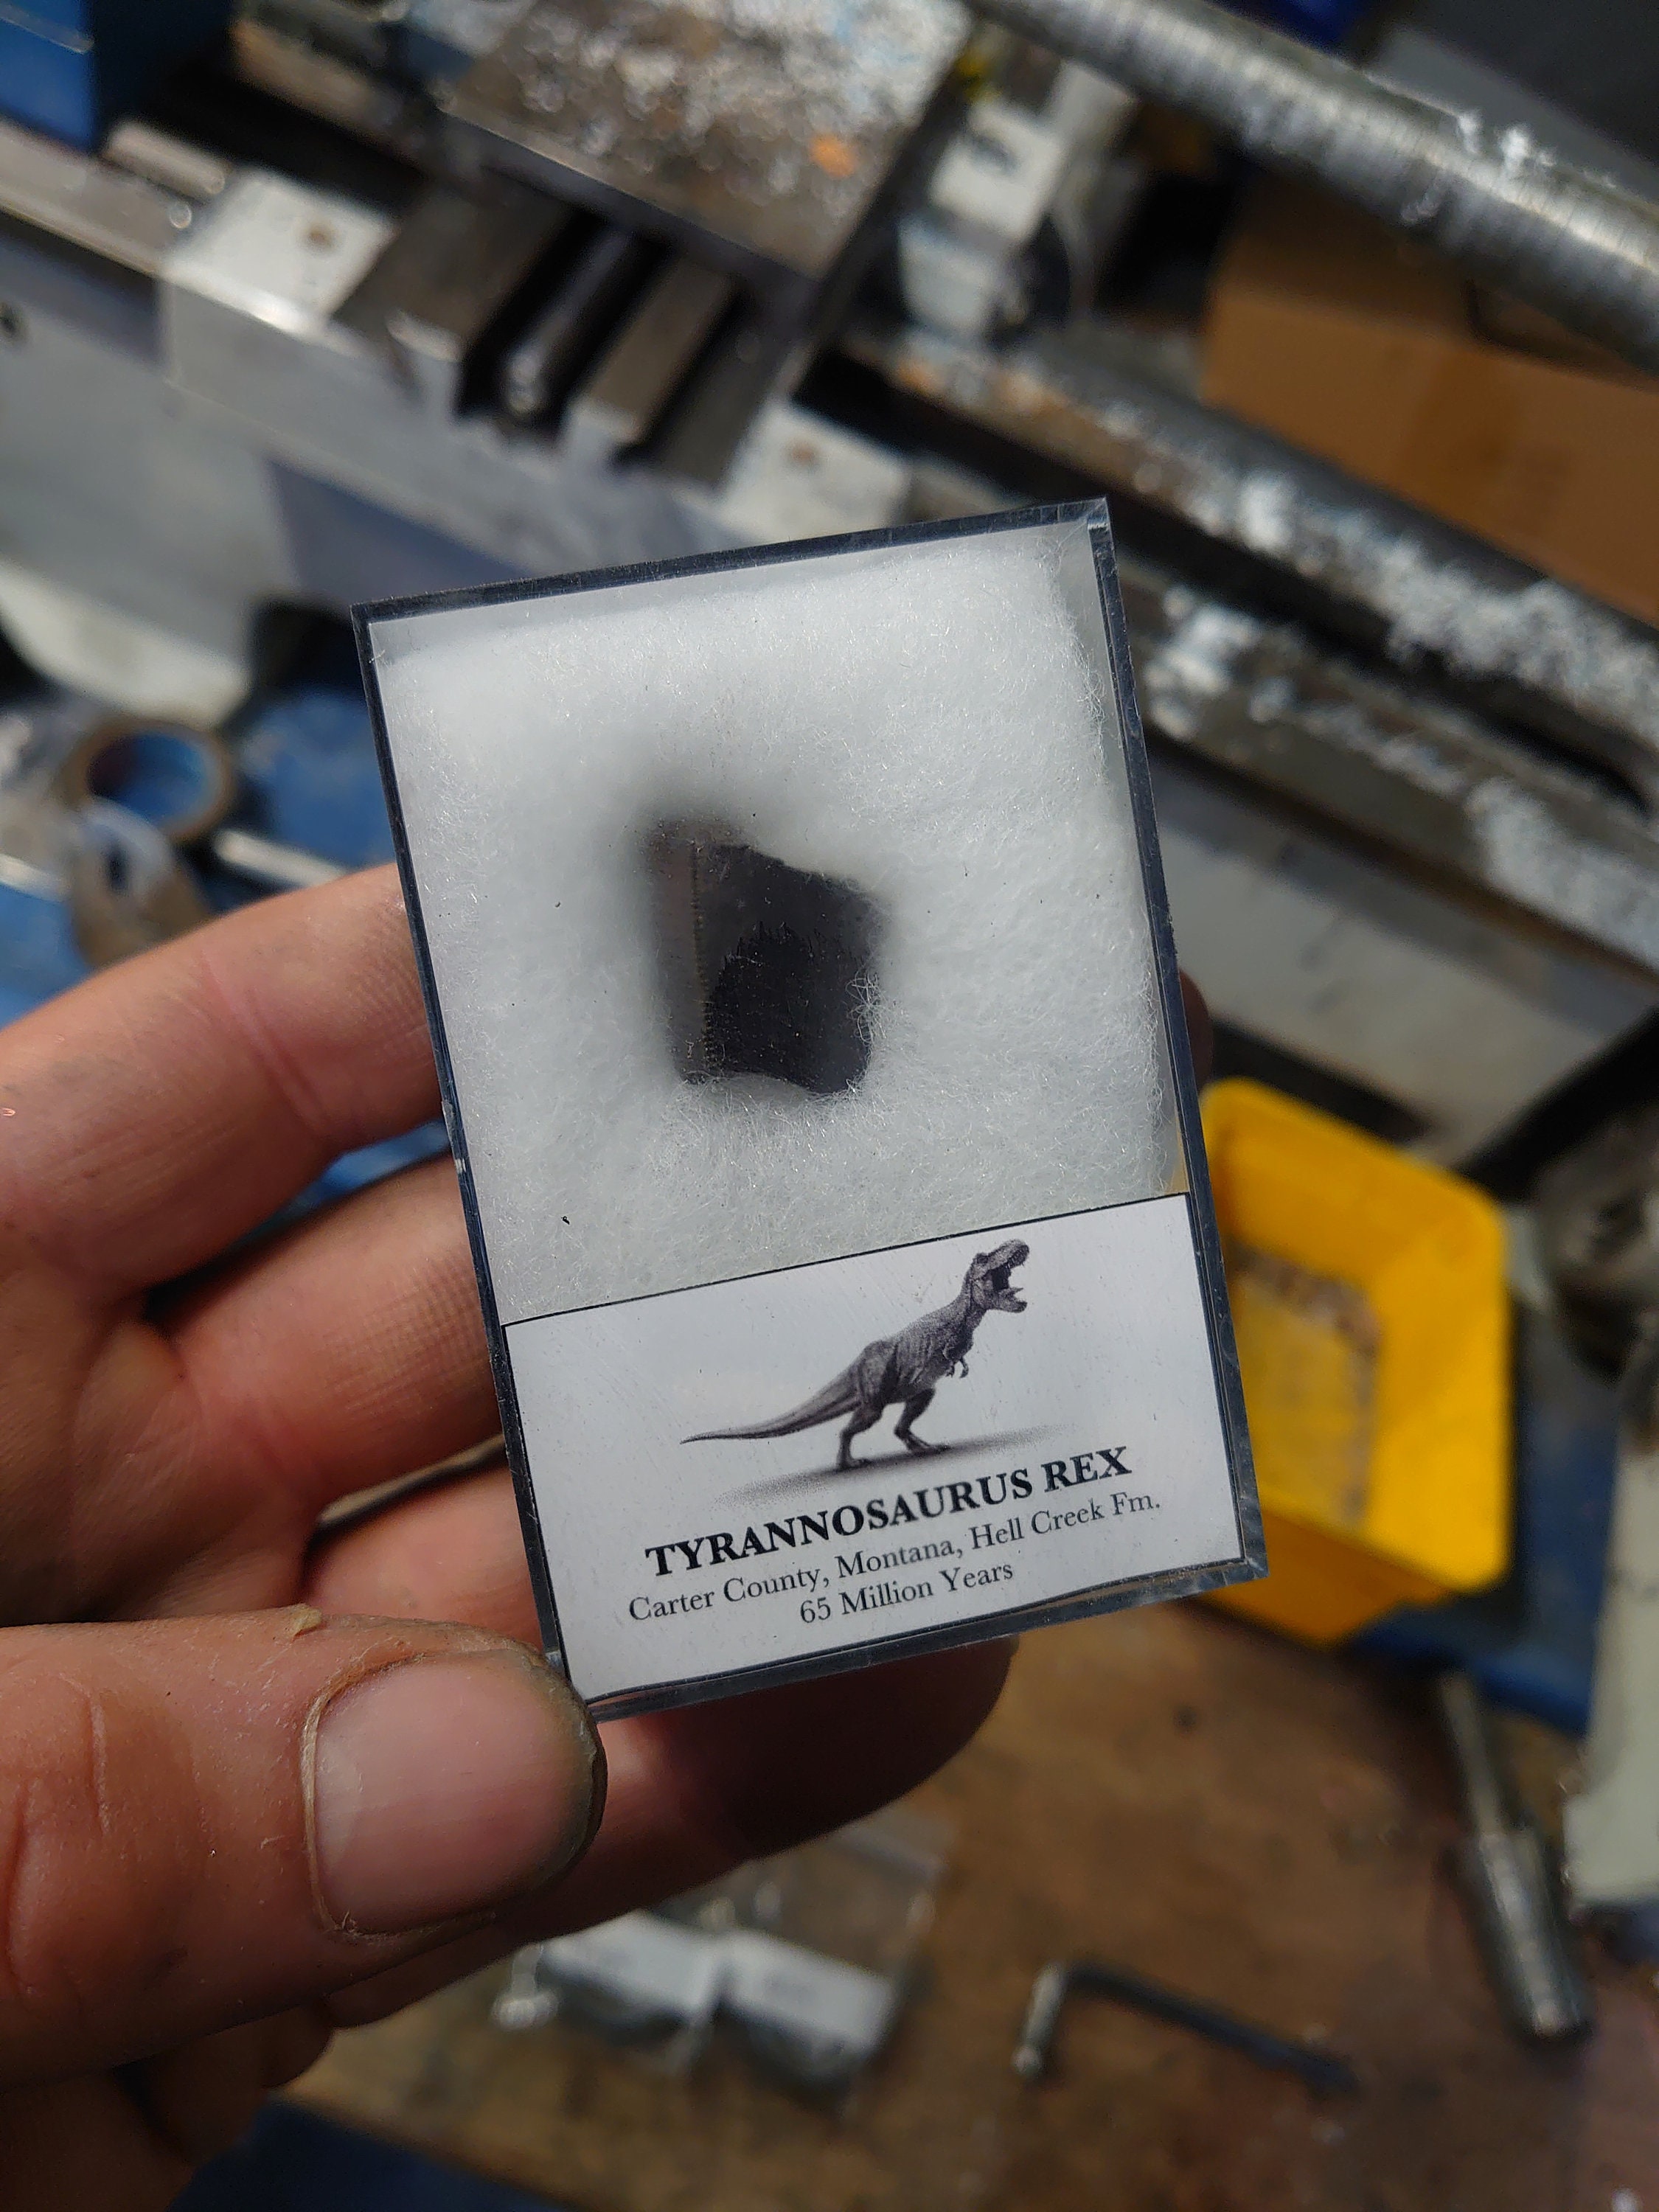 TYRANNOSAURUS REX
Carter County, Montana, Hell Creek Fm.
65 Million Years